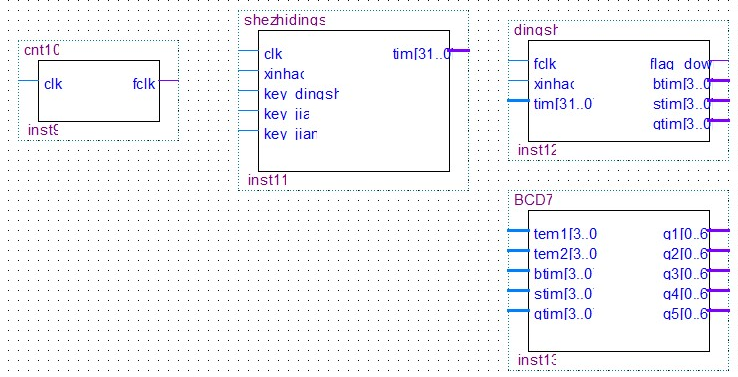 cnt10
clk
fclk
inst9
shezhidings
clk
tim[31..0
xinhao
key_dingsh
key_jia
key_jian
inst11
dingsh
fclk
flag_dow
xinhao
btim[3..0
tim[31..0
stim[3..0
gtim[3..0
inst12
BCD7
tem1[3..0
q1[0..6
tem2[3..0
q2[0..6
btim[3..0
q3[0..6
stim[3..0
q4[0..6
gtim[3..0
q5[0..6
inst13